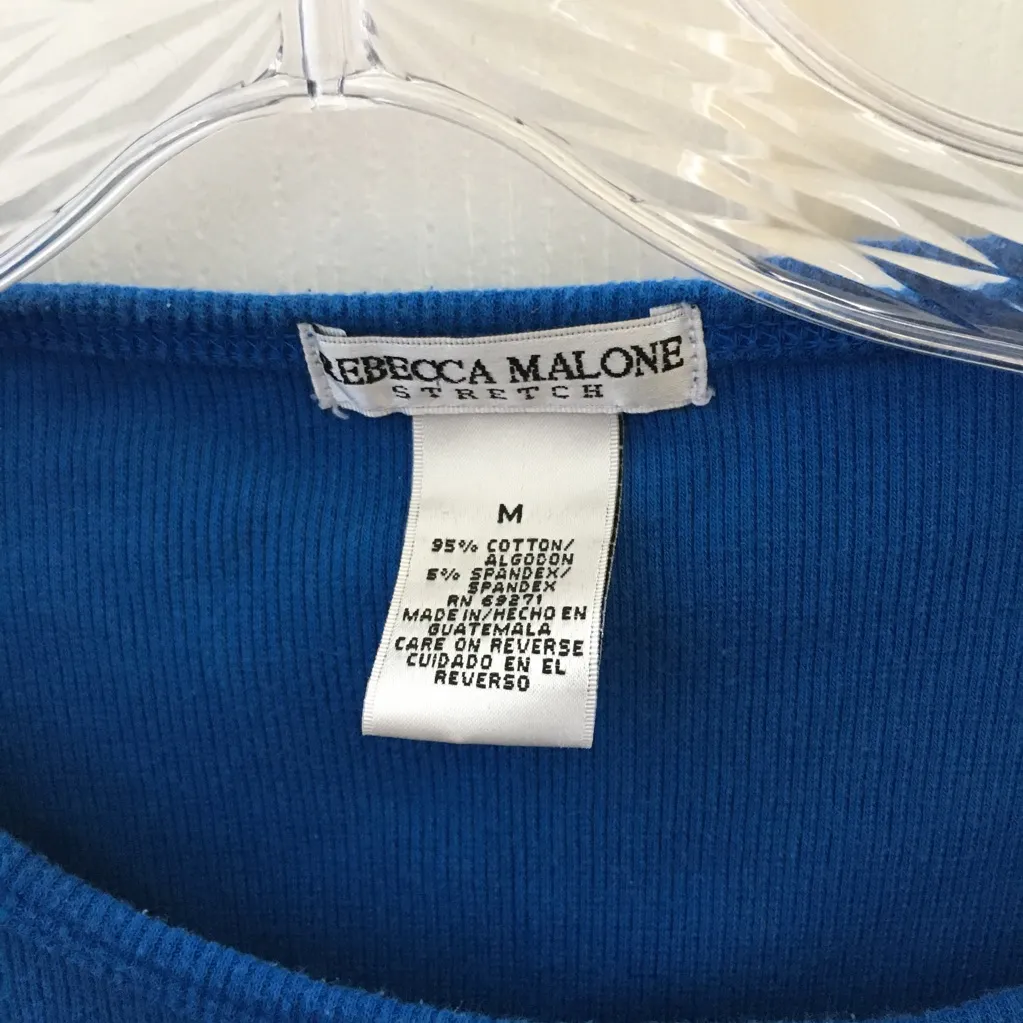 REBECCA MALONE
STRETCH
M
95% COTTON/
ALGODON
5% SPANDEX/
SPANDEX
RN 69271
MADE IN/HECHO EN
GUATEMALA
CARE ON REVERSE
CUIDADO EN EL
REVERSO